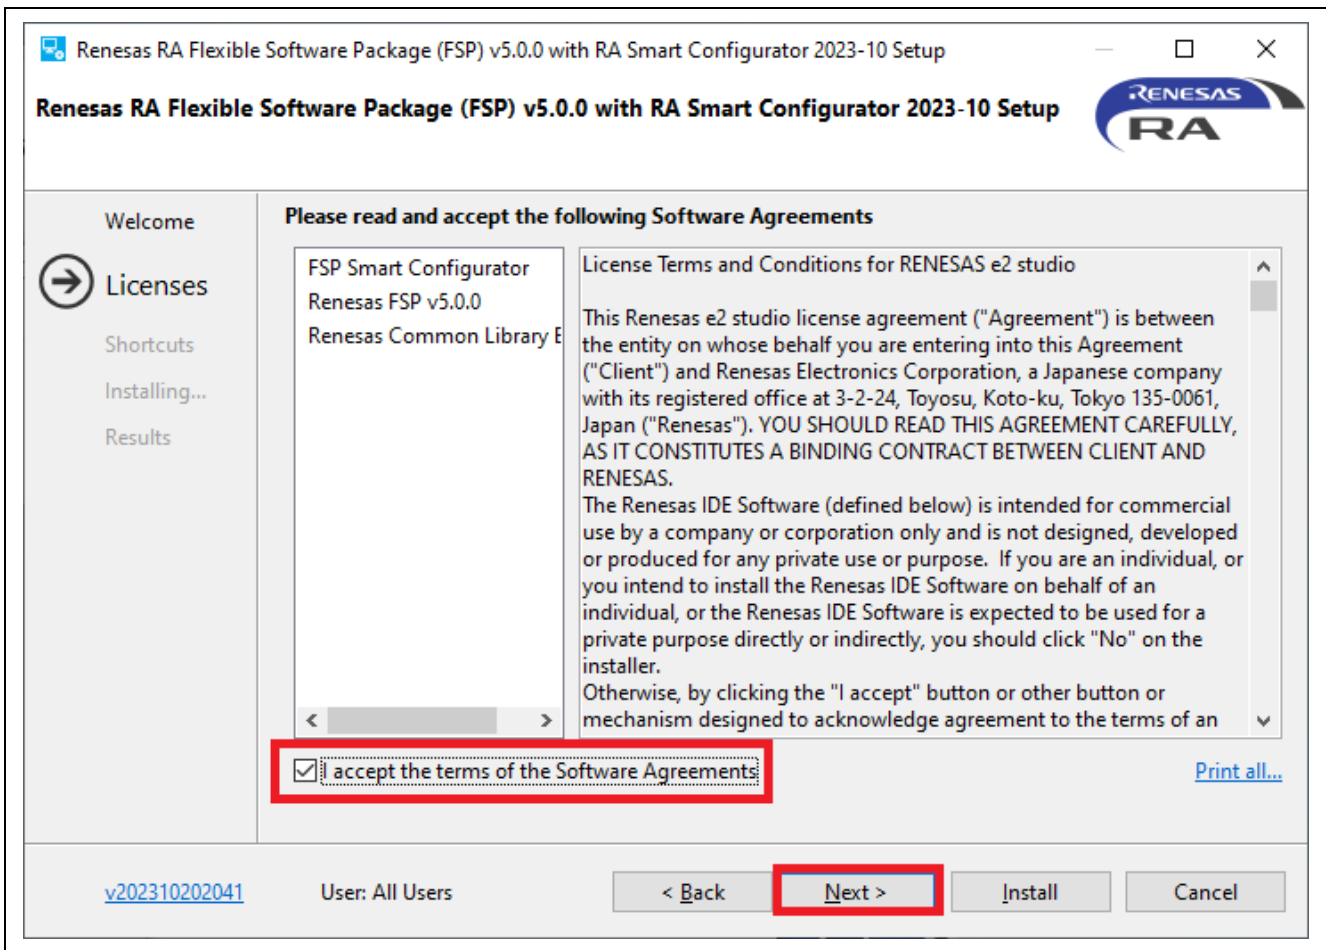 Renesas RA Flexible Software Package (FSP) v5.0.0 with RA Smart Configurator 2023-10 Setup
Renesas RA Flexible Software Package (FSP) v5.0.0 with RA Smart Configurator 2023-10 Setup
RENESAS
RA
Welcome
Licenses
Shortcuts
Installing...
Results
Please read and accept the following Software Agreements
FSP Smart Configurator
Renesas FSP v5.0.0
Renesas Common Library E
License Terms and Conditions for RENESAS e2 studio
This Renesas e2 studio license agreement ("Agreement") is between
the entity on whose behalf you are entering into this Agreement
("Client") and Renesas Electronics Corporation, a Japanese company
with its registered office at 3-2-24, Toyosu, Koto-ku, Tokyo 135-0061,
Japan ("Renesas"). YOU SHOULD READ THIS AGREEMENT CAREFULLY,
AS IT CONSTITUTES A BINDING CONTRACT BETWEEN CLIENT AND
RENESAS.
The Renesas IDE Software (defined below) is intended for commercial
use by a company or corporation only and is not designed, developed
or produced for any private use or purpose.  If you are an individual, or
you intend to install the Renesas IDE Software on behalf of an
individual, or the Renesas IDE Software is expected to be used for a
private purpose directly or indirectly, you should click "No" on the
installer.
Otherwise, by clicking the "I accept" button or other button or
mechanism designed to acknowledge agreement to the terms of an
I accept the terms of the Software Agreements
Print all...
v202310202041
User: All Users
< Back
Next >
Install
Cancel